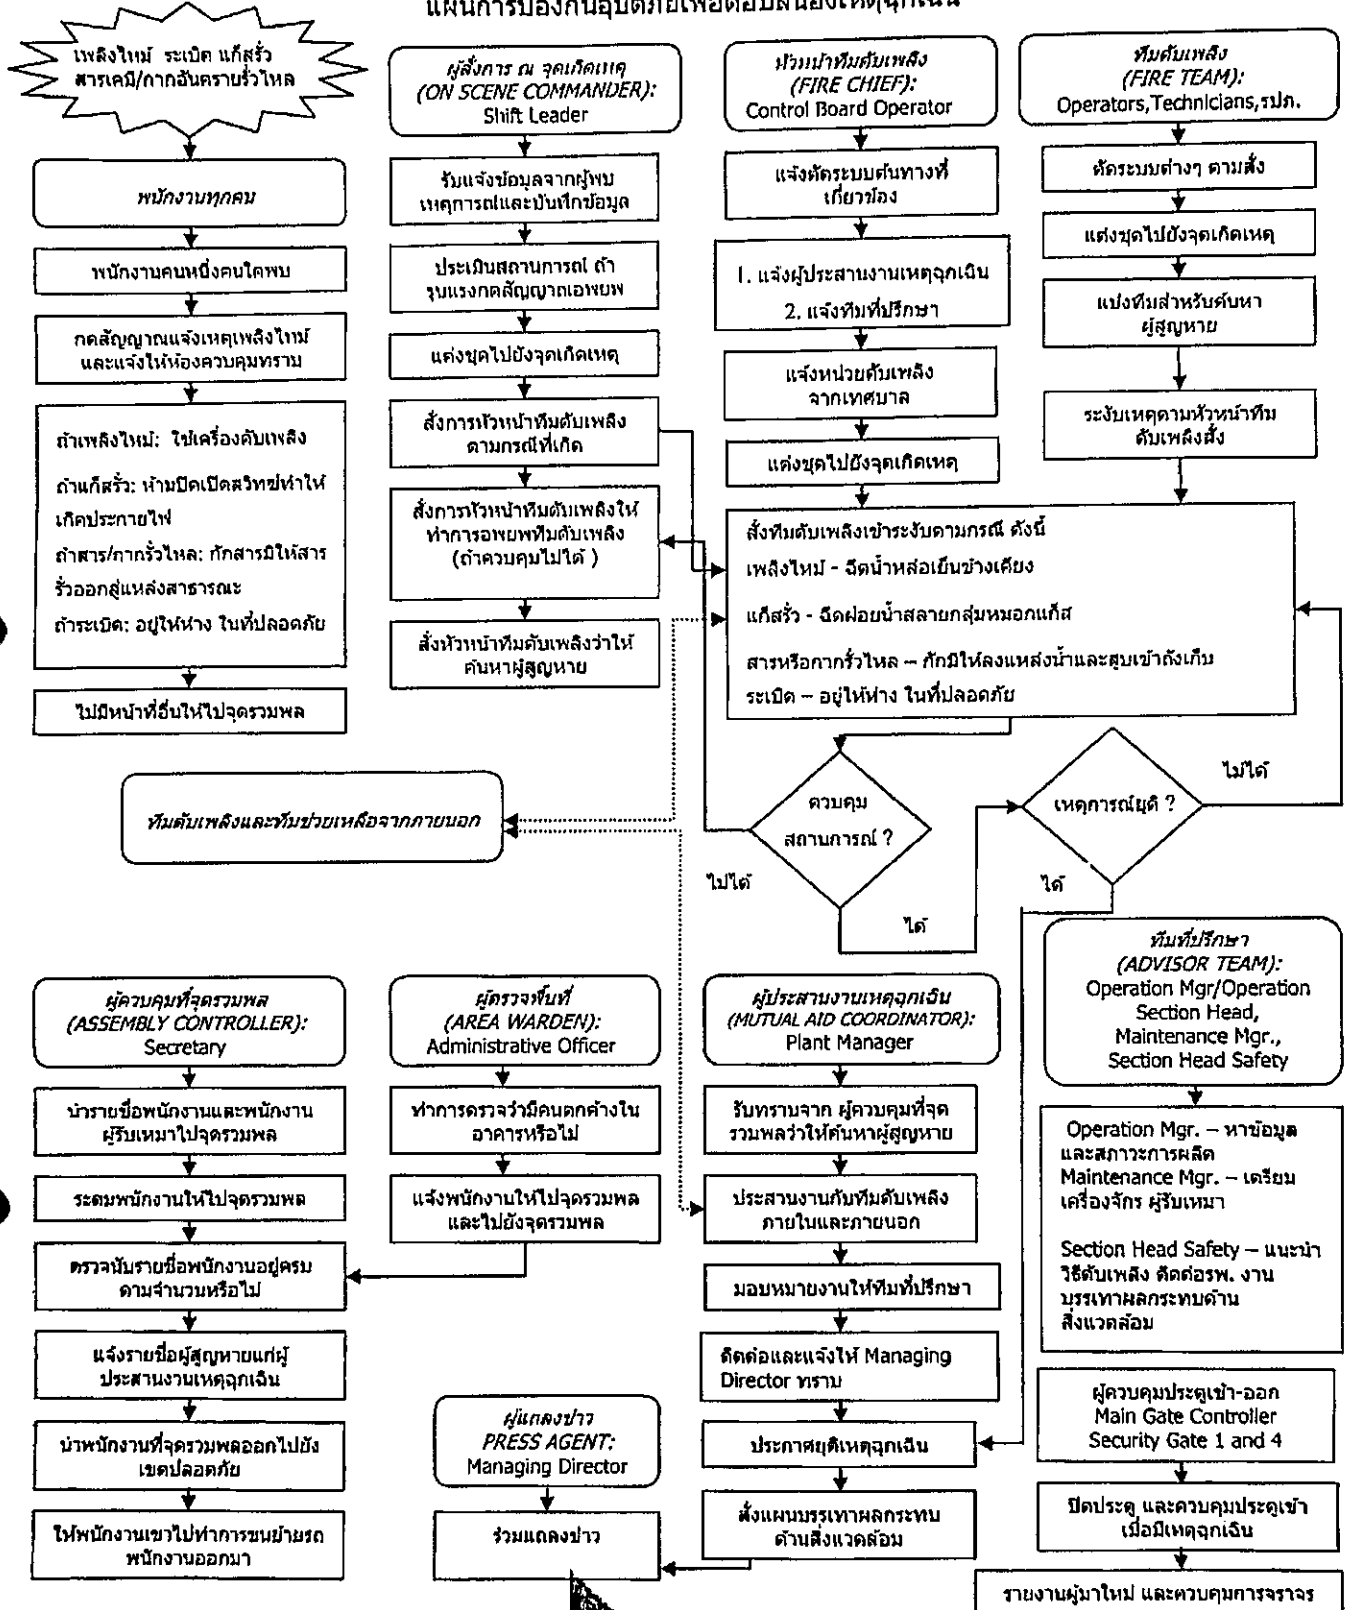 แผนการป้องกันอุบัติภัยเพื่อตอบสนองเหตุฉุกเฉิน
เพลิงไหม้ ระเบิด แก็สรั่ว
สารเคมี/กากอันตรายรั่วไหล
พนักงานทุกคน
พนักงานคนหนึ่งคนใดพบ
กดสัญญาณแจ้งเหตุเพลิงไหม้
และแจ้งให้ห้องควบคุมทราบ
ถ้าเพลิงไหม้: ใช้เครื่องดับเพลิง
ถ้าแก็สรั่ว: ห้ามปิดเปิดสวิทซ์ทำให้
เกิดประกายไฟ
ถ้าสาร/กากรั่วไหล: กักสารมิให้สาร
รั่วออกสู่แหล่งสาธารณะ
ถ้าระเบิด: อยู่ให้ห่าง ในที่ปลอดภัย
ไม่มีหน้าที่อื่นให้ไปจุดรวมพล
ผู้สั่งการ ณ จุดเกิดเหตุ
(ON SCENE COMMANDER):
Shift Leader
รับแจ้งข้อมูลจากผู้พบ
เหตุการณ์และบันทึกข้อมูล
ประเมินสถานการณ์ ถ้า
รุนแรงกดสัญญาณเอพยพ
แต่งชุดไปยังจุดเกิดเหตุ
สั่งการหัวหน้าทีมดับเพลิง
ตามกรณีที่เกิด
สั่งการหัวหน้าทีมดับเพลิงให้
ทำการอพยพทีมดับเพลิง
(ถ้าควบคุมไม่ได้ )
สั่งหัวหน้าทีมดับเพลิงว่าให้
ค้นหาผู้สูญหาย
หัวหน้าทีมดับเพลิง
(FIRE CHIEF):
Control Board Operator
แจ้งตัดระบบต้นทางที่
เกี่ยวข้อง
1. แจ้งผู้ประสานงานเหตุฉุกเฉิน
2. แจ้งทีมที่ปรึกษา
แจ้งหน่วยดับเพลิง
จากเทศบาล
แต่งชุดไปยังจุดเกิดเหตุ
ทีมดับเพลิง
(FIRE TEAM):
Operators,Technicians,รปภ.
ตัดระบบต่างๆ ตามสั่ง
แต่งชุดไปยังจุดเกิดเหตุ
แบ่งทีมสำหรับค้นหา
ผู้สูญหาย
ระงับเหตุตามหัวหน้าทีม
ดับเพลิงสั่ง
สั่งทีมดับเพลิงเข้าระงับตามกรณี ดังนี้
เพลิงไหม้ - ฉีดน้ำหล่อเย็นข้างเคียง
แก็สรั่ว - ฉีดฝอยน้ำสลายกลุ่มหมอกแก็ส
สารหรือกากรั่วไหล – กักมิให้ลงแหล่งน้ำและสูบเข้าถังเก็บ
ระเบิด – อยู่ให้ห่าง ในที่ปลอดภัย
ควบคุม
สถานการณ์ ?
ไม่ได้
ได้
เหตุการณ์ยุติ ?
ไม่ได้
ได้
ทีมดับเพลิงและทีมช่วยเหลือจากภายนอก
ผู้ควบคุมที่จุดรวมพล
(ASSEMBLY CONTROLLER):
Secretary
นำรายชื่อพนักงานและพนักงาน
ผู้รับเหมาไปจุดรวมพล
ระดมพนักงานให้ไปจุดรวมพล
ตรวจนับรายชื่อพนักงานอยู่ครบ
ตามจำนวนหรือไม่
แจ้งรายชื่อผู้สูญหายแก่ผู้
ประสานงานเหตุฉุกเฉิน
นำพนักงานที่จุดรวมพลออกไปยัง
เขตปลอดภัย
ให้พนักงานเขาไปทำการขนย้ายรถ
พนักงานออกมา
ผู้ตรวจพื้นที่
(AREA WARDEN):
Administrative Officer
ทำการตรวจว่ามีคนตกค้างใน
อาคารหรือไม่
แจ้งพนักงานให้ไปจุดรวมพล
และไปยังจุดรวมพล
ผู้แถลงข่าว
PRESS AGENT:
Managing Director
ร่วมแถลงข่าว
ผู้ประสานงานเหตุฉุกเฉิน
(MUTUAL AID COORDINATOR):
Plant Manager
รับทราบจาก ผู้ควบคุมที่จุด
รวมพลว่าให้ค้นหาผู้สูญหาย
ประสานงานกับทีมดับเพลิง
ภายในและภายนอก
มอบหมายงานให้ทีมที่ปรึกษา
ติดต่อและแจ้งให้ Managing
Director ทราบ
ประกาศยุติเหตุฉุกเฉิน
สั่งแผนบรรเทาผลกระทบ
ด้านสิ่งแวดล้อม
ทีมที่ปรึกษา
(ADVISOR TEAM):
Operation Mgr/Operation
Section Head,
Maintenance Mgr.,
Section Head Safety
Operation Mgr. – หาข้อมูล
และสภาวะการผลิต
Maintenance Mgr. – เตรียม
เครื่องจักร ผู้รับเหมา
Section Head Safety – แนะนำ
วิธีดับเพลิง ติดต่อรพ. งาน
บรรเทาผลกระทบด้าน
สิ่งแวดล้อม
ผู้ควบคุมประตูเข้า-ออก
Main Gate Controller
Security Gate 1 and 4
ปิดประตู และควบคุมประตูเข้า
เมื่อมีเหตุฉุกเฉิน
รายงานผู้มาใหม่ และควบคุมการจราจร